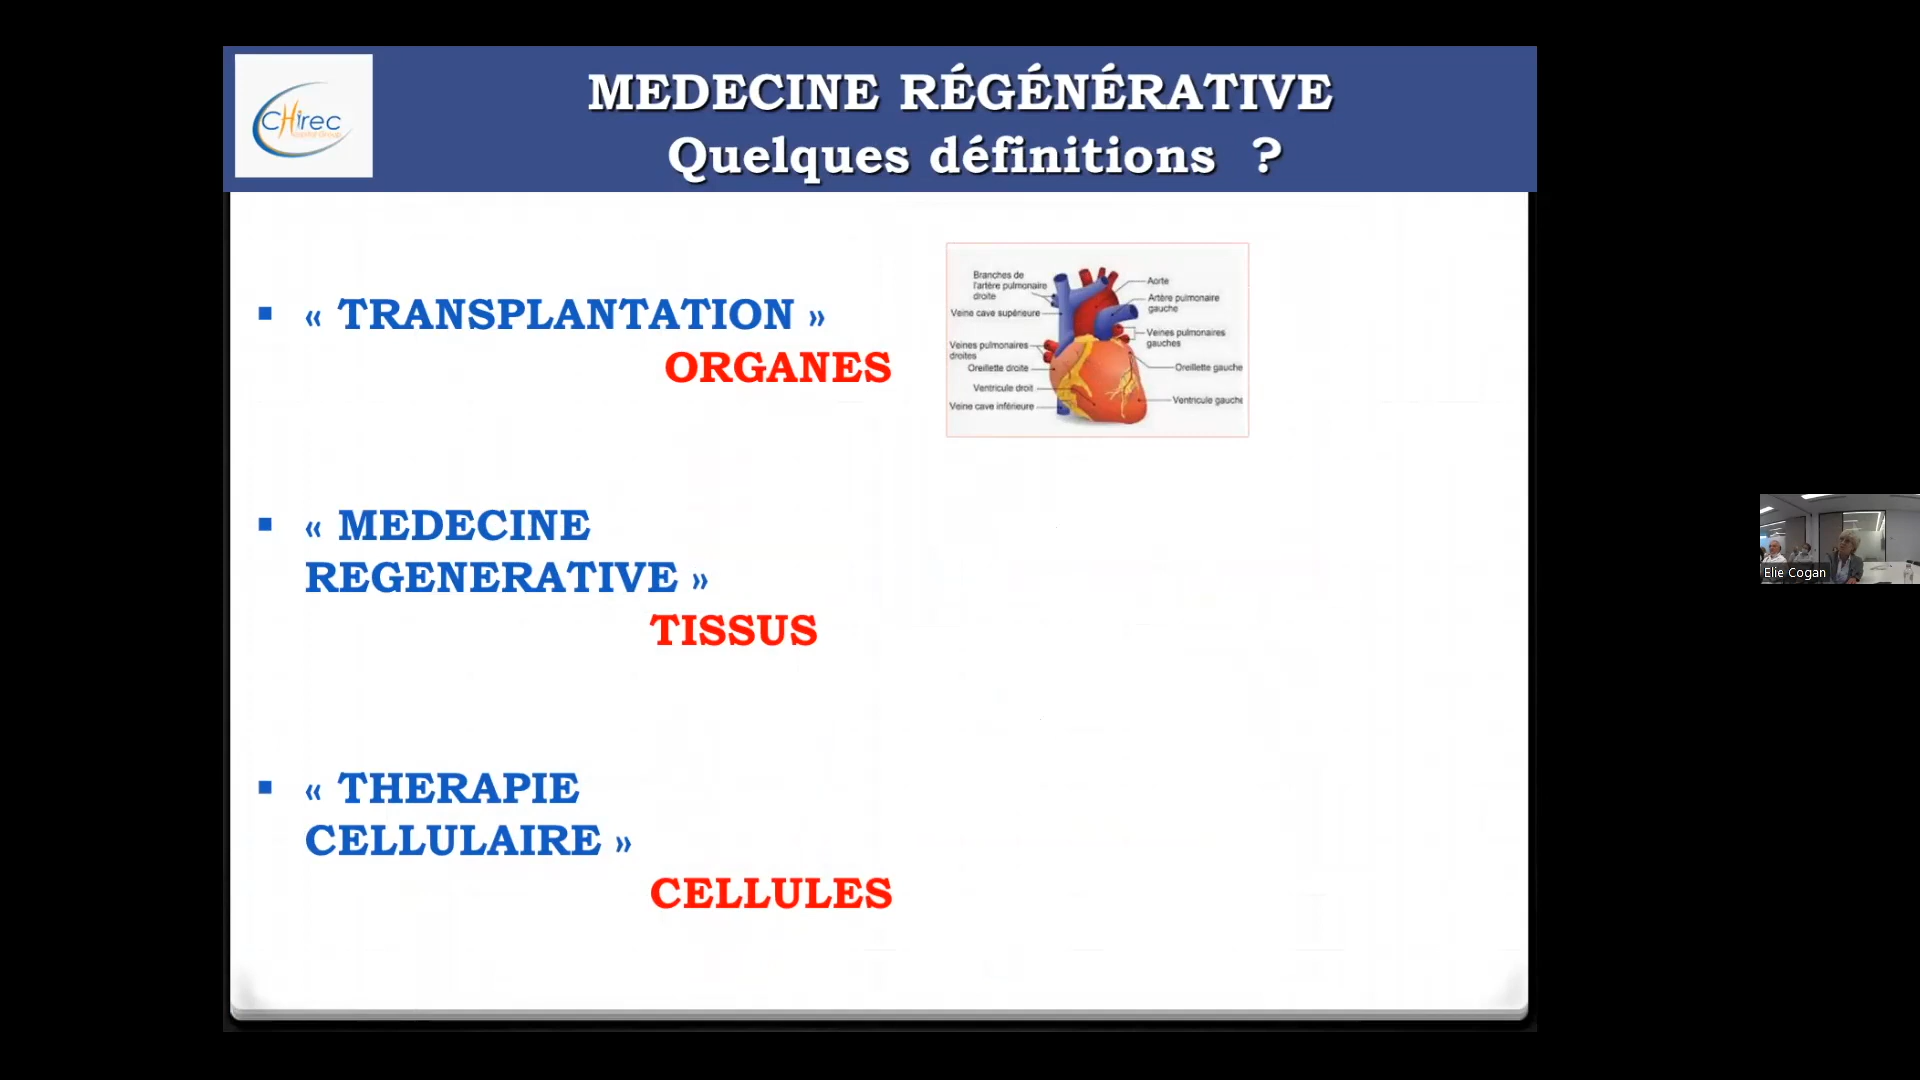 CHirec
MEDECINE RÉGÉNÉRATIVE
Quelques définitions ?
▪ « TRANSPLANTATION »
ORGANES
Branches de
l'artère pulmonaire
droite
Veine cave supérieure
Veines pulmonaires
droites
Oreillette droite
Ventricule droit
Veine cave inférieure
Aorte
Artère pulmonaire
gauche
Veines pulmonaires
gauches
Oreillette gauche
Ventricule gauche
▪ « MEDECINE
REGENERATIVE »
TISSUS
▪ « THERAPIE
CELLULAIRE »
CELLULES
Elie Cogan